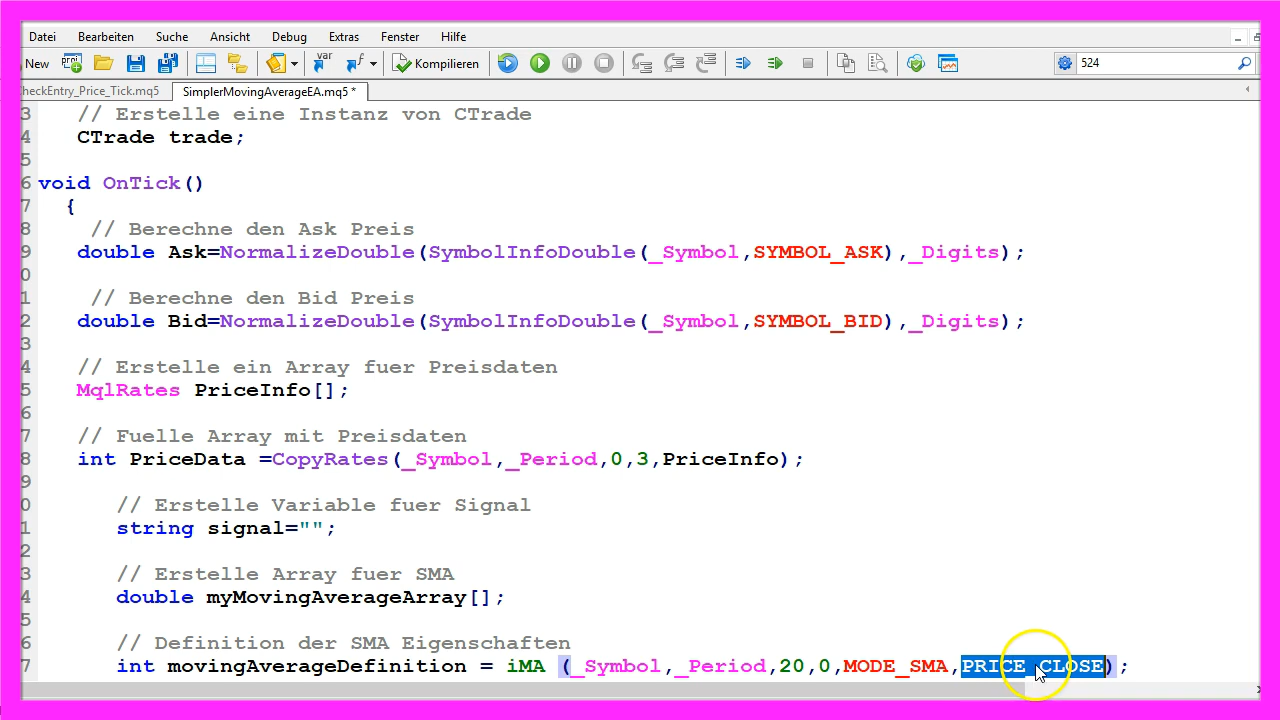 Datei Bearbeiten Suche Ansicht Debug Extras Fenster Hilfe
New proj var f Kompilieren 524
heckEntry_Price_Tick.mq5 SimplerMovingAverageEA.mq5 *
3 // Erstelle eine Instanz von CTrade
4 CTrade trade;
5
6 void OnTick()
7 {
8 // Berechne den Ask Preis
9 double Ask=NormalizeDouble(SymbolInfoDouble(_Symbol,SYMBOL_ASK),_Digits);
0
1 // Berechne den Bid Preis
2 double Bid=NormalizeDouble(SymbolInfoDouble(_Symbol,SYMBOL_BID),_Digits);
3
4 // Erstelle ein Array fuer Preisdaten
5 MqlRates PriceInfo[];
6
7 // Fuelle Array mit Preisdaten
8 int PriceData =CopyRates(_Symbol,_Period,0,3,PriceInfo);
9
0 // Erstelle Variable fuer Signal
1 string signal="";
2
3 // Erstelle Array fuer SMA
4 double myMovingAverageArray[];
5
6 // Definition der SMA Eigenschaften
7 int movingAverageDefinition = iMA (_Symbol,_Period,20,0,MODE_SMA,PRICE_CLOSE);